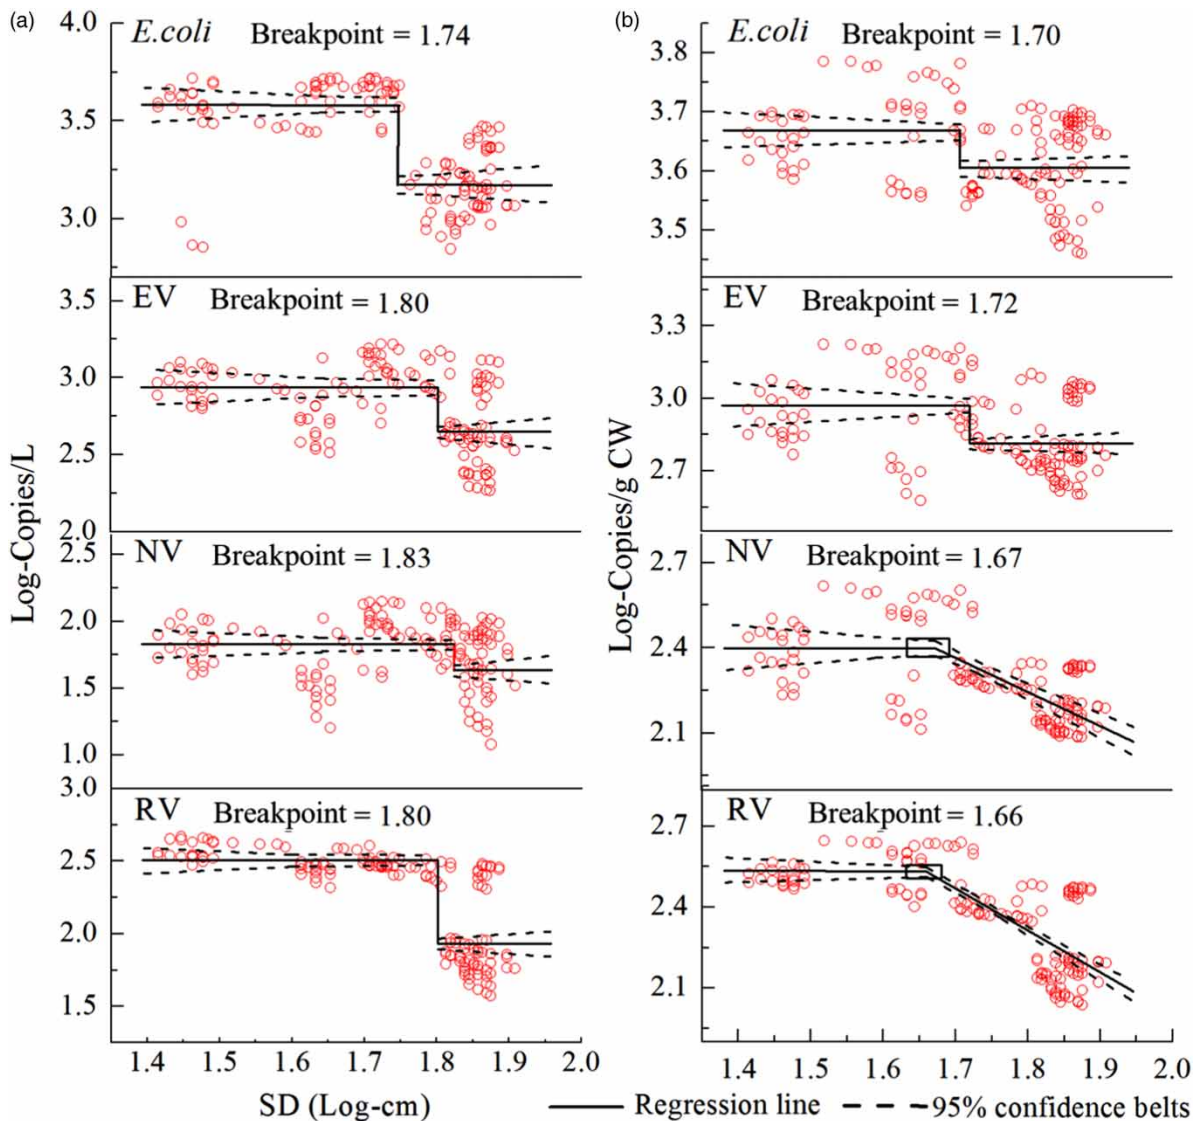 (a)
E.coli Breakpoint = 1.74
4.0
3.5
3.0
EV Breakpoint = 1.80
3.5
3.0
2.5
2.0
NV Breakpoint = 1.83
2.5
2.0
1.5
1.0
3.0
RV Breakpoint = 1.80
2.5
2.0
1.5
Log-Copies/L
1.4 1.5 1.6 1.7 1.8 1.9 2.0
SD (Log-cm)
(b)
E.coli Breakpoint = 1.70
3.8
3.7
3.6
3.5
EV Breakpoint = 1.72
3.3
3.0
2.7
NV Breakpoint = 1.67
2.7
2.4
2.1
RV Breakpoint = 1.66
2.7
2.4
2.1
Log-Copies/g CW
1.4 1.5 1.6 1.7 1.8 1.9 2.0
Regression line 95% confidence belts